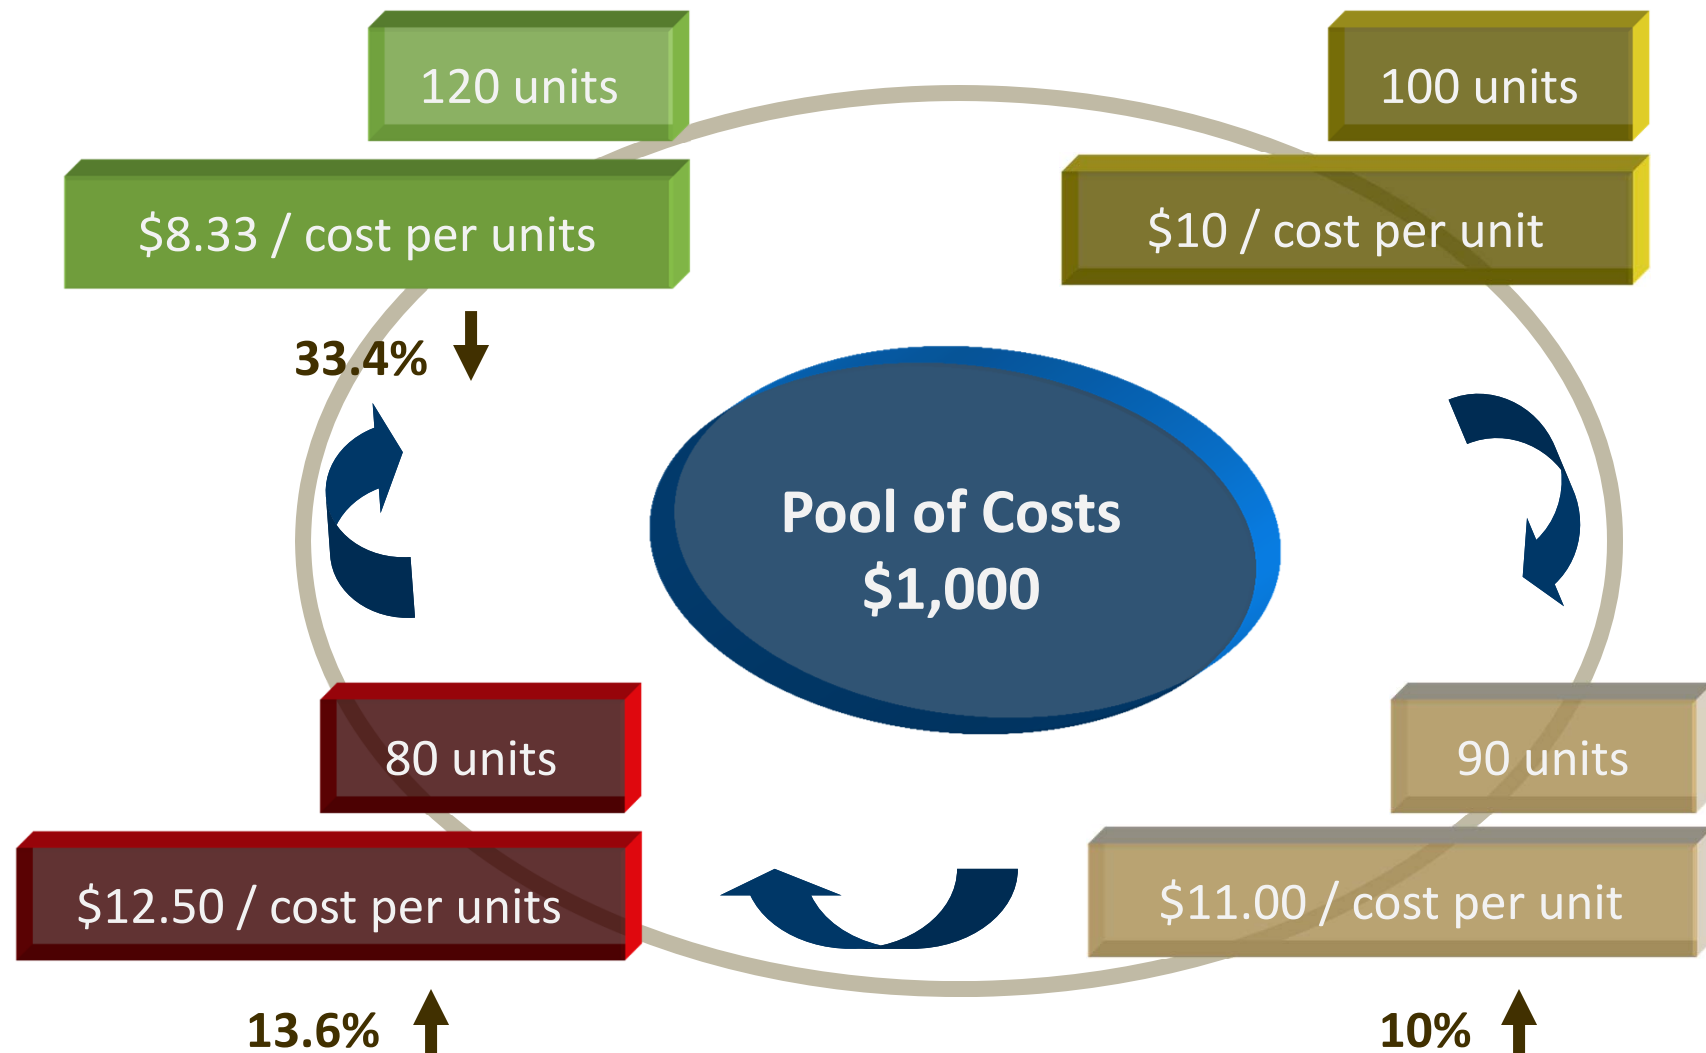 120 units
$8.33 / cost per units
33.4%
100 units
$10 / cost per unit
Pool of Costs
$1,000
80 units
$12.50 / cost per units
13.6%
90 units
$11.00 / cost per unit
10%